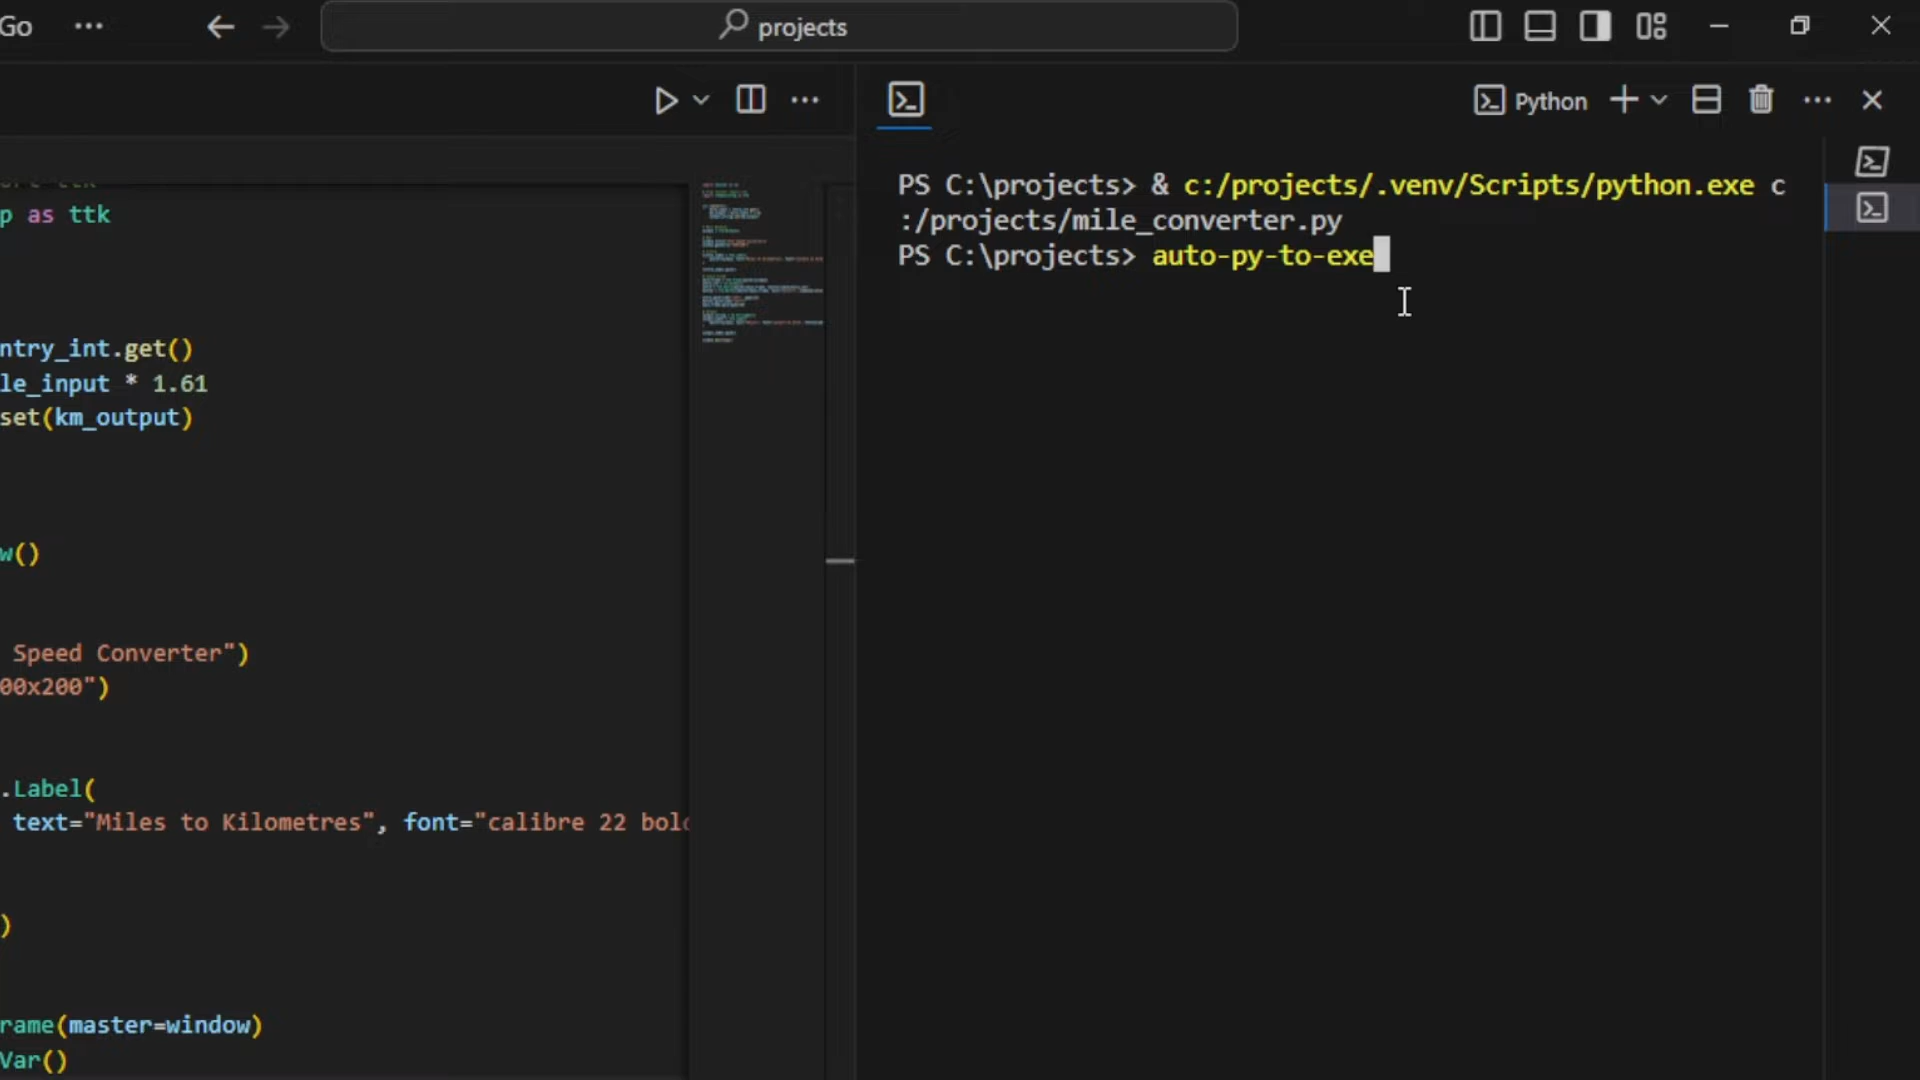 Go
projects
Python
p as ttk
ntry_int.get()
le_input * 1.61
set(km_output)
w()
Speed Converter")
00x200")
.Label(
text="Miles to Kilometres", font="calibre 22 bol
)
rame(master=window)
Var()
PS C:\projects> & c:/projects/.venv/Scripts/python.exe c
:/projects/mile_converter.py
PS C:\projects> auto-py-to-exe